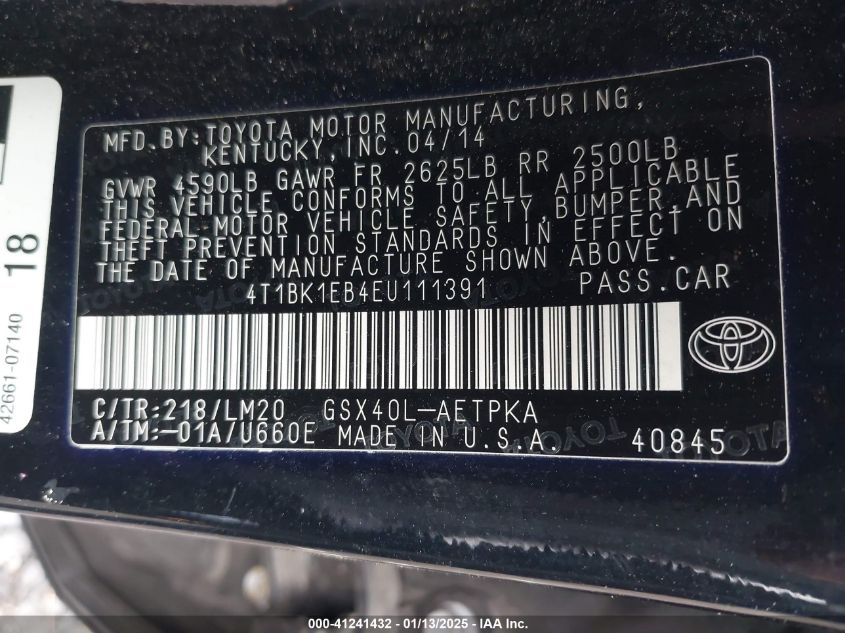 MFD. BY: TOYOTA MOTOR MANUFACTURING,
KENTUCKY, INC. 04/14
GVWR 4590LB GAWR FR 2625LB RR 2500LB
THIS VEHICLE CONFORMS TO ALL APPLICABLE
FEDERAL MOTOR VEHICLE SAFETY, BUMPER, AND
THEFT PREVENTION STANDARDS IN EFFECT ON
THE DATE OF MANUFACTURE SHOWN ABOVE.
4T1BK1EB4EU111391 PASS. CAR
C/TR: 218/LM20 GSX40L-AETPKA
A/TM: -01A/U660E MADE IN U.S.A. 40845
18
42661-07140
000-41241432 - 01/13/2025 - IAA Inc.